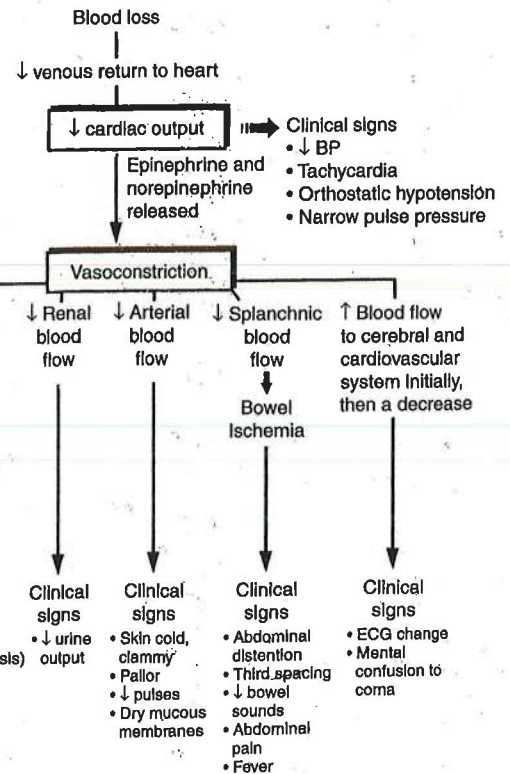 Blood loss
↓ venous return to heart
↓ cardiac output
Clinical signs
• ↓ BP
• Tachycardia
• Orthostatic hypotension
• Narrow pulse pressure
Epinephrine and
norepinephrine
released
Vasoconstriction
↓ Renal
blood
flow
↓ Arterial
blood
flow
↓ Splanchnic
blood
flow
Bowel
Ischemia
↑ Blood flow
to cerebral and
cardiovascular
system Initially,
then a decrease
sis)
Clinical
signs
• ↓ urine
output
Clinical
signs
• Skin cold,
clammy
• Pallor
• ↓ pulses
• Dry mucous
membranes
Clinical
signs
• Abdominal
distention
• Third spacing
• ↓ bowel
sounds
• Abdominal
pain
• Fever
Clinical
signs
• ECG change
• Mental
confusion to
coma